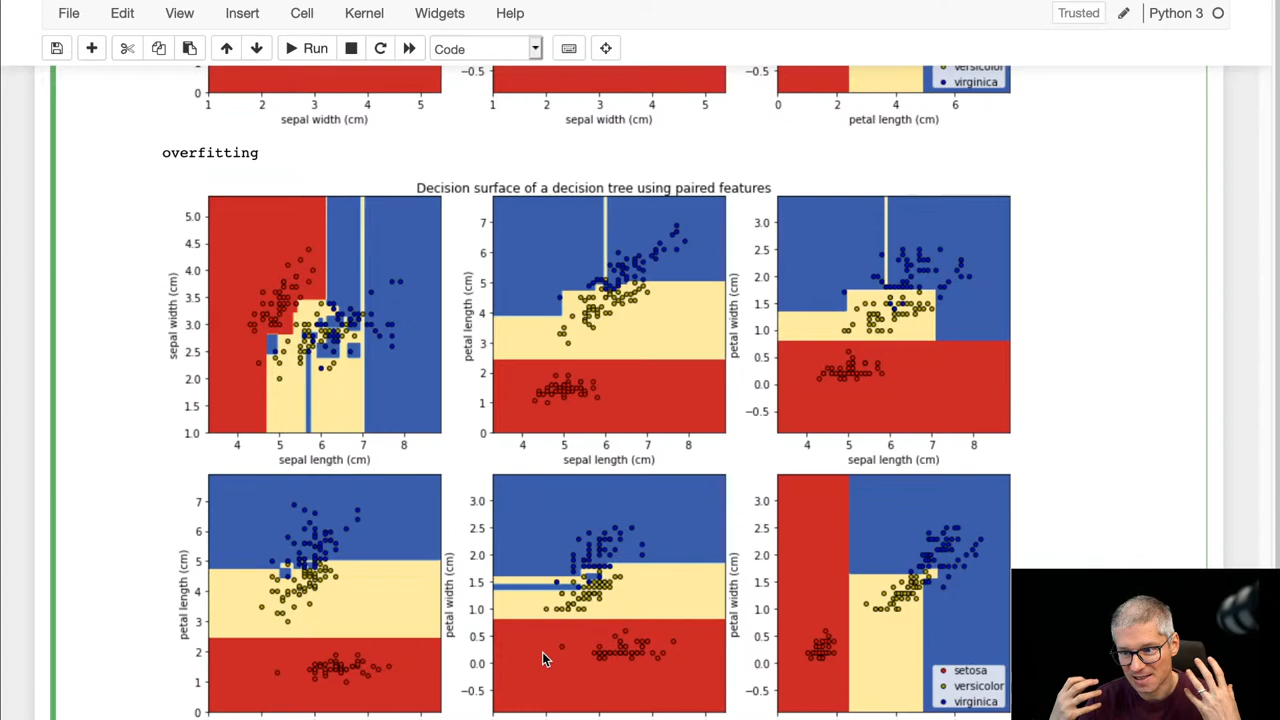 File Edit View Insert Cell Kernel Widgets Help Trusted Python 3
Run Code
1 0 −0.5 −0.5 versicolor
virginica
1 2 3 4 5 1 2 3 4 5 0 2 4 6
sepal width (cm) sepal width (cm) petal length (cm)
overfitting
Decision surface of a decision tree using paired features
5.0 4.5 4.0 3.5 3.0 2.5 2.0 1.5 1.0
sepal width (cm)
4 5 6 7 8
sepal length (cm)
7 6 5 4 3 2 1 0
petal length (cm)
4 5 6 7 8
sepal length (cm)
3.0 2.5 2.0 1.5 1.0 0.5 0.0 −0.5
petal width (cm)
4 5 6 7 8
sepal length (cm)
7 6 5 4 3 2 1 0
petal length (cm)
3.0 2.5 2.0 1.5 1.0 0.5 0.0 −0.5
petal width (cm)
3.0 2.5 2.0 1.5 1.0 0.5 0.0 −0.5
petal width (cm)
setosa
versicolor
virginica